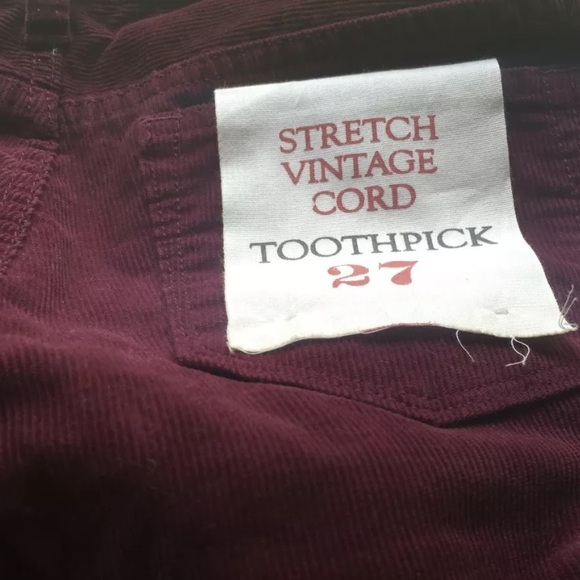 STRETCH
VINTAGE
CORD
TOOTHPICK
27